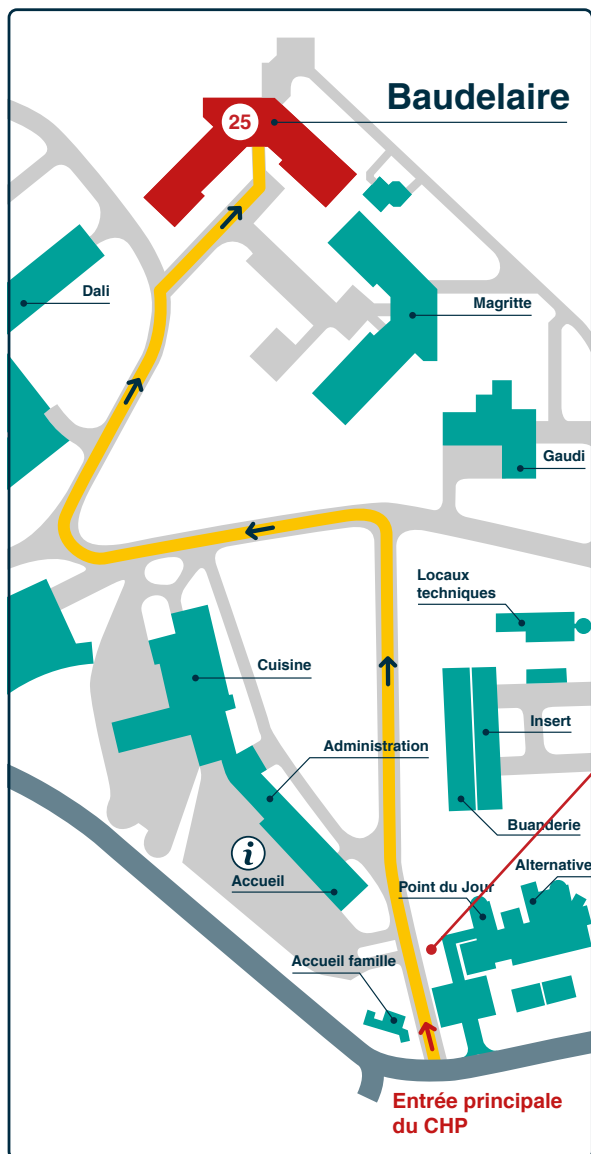 Baudelaire
25
Dali
Magritte
Gaudi
Locaux
techniques
Cuisine
Insert
Administration
Buanderie
i
Accueil
Alternative
Point du Jour
Accueil famille
Entrée principale
du CHP